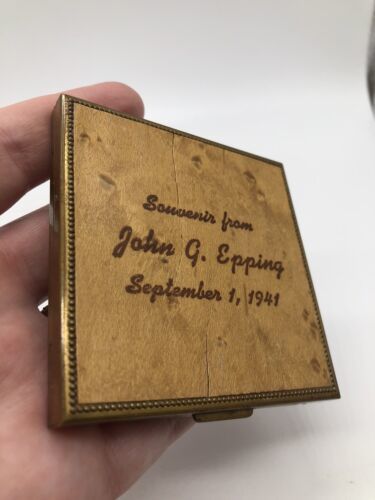 Souvenir from
John G. Epping
September 1, 1941